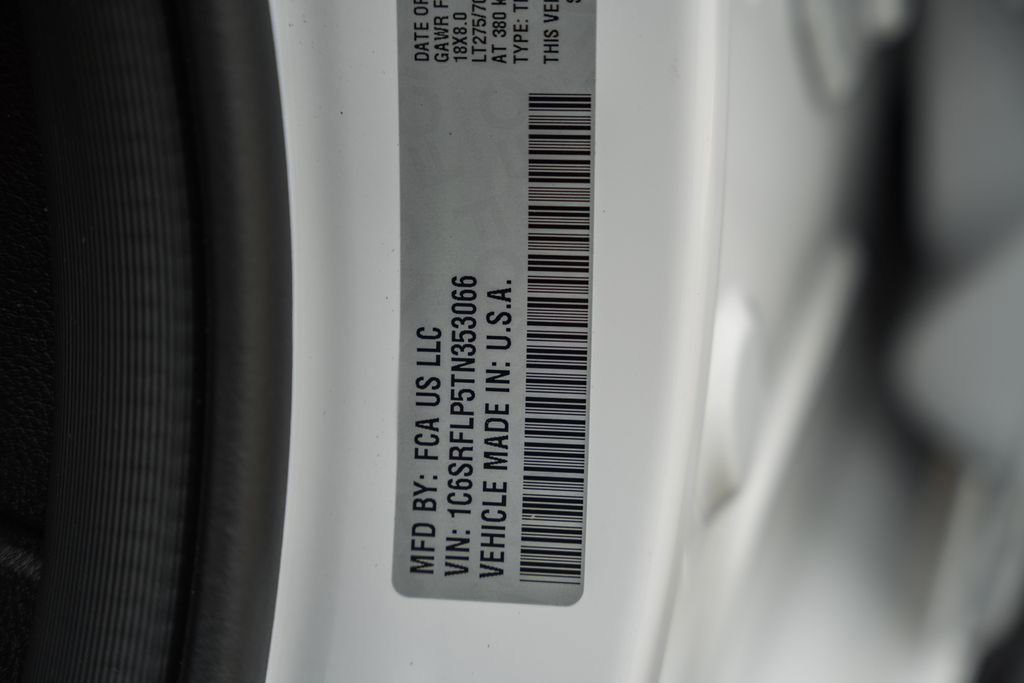 MFD BY: FCA US LLC
VIN: 1C6SRFLP5TN353066
VEHICLE MADE IN: U.S.A.
DATE OF
GAWR F
18X8.0
LT275/70
AT 380 k
TYPE: TR
THIS VE
S